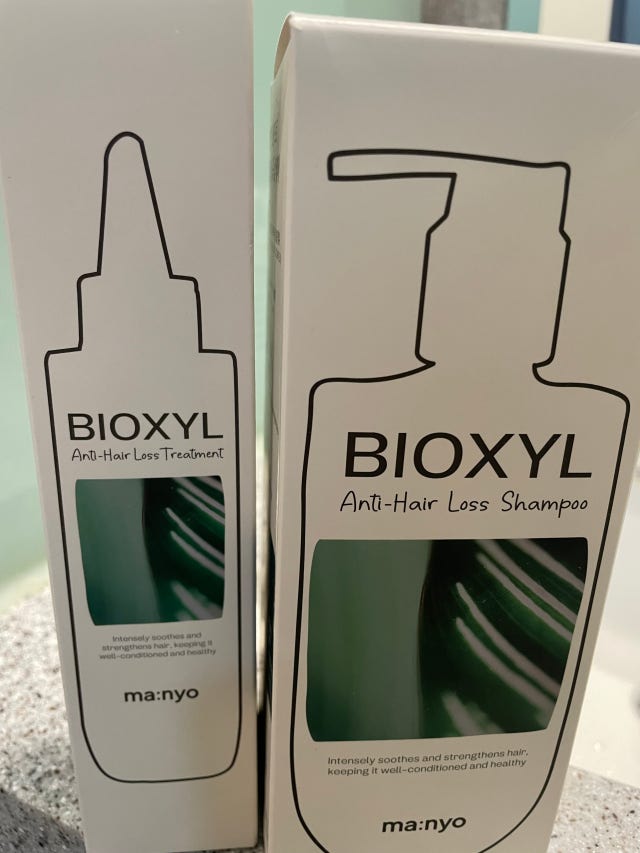 BIOXYL
Anti-Hair Loss Treatment
Intensely soothes and
strengthens hair, keeping it
well-conditioned and healthy
ma:nyo
BIOXYL
Anti-Hair Loss Shampoo
Intensely soothes and strengthens hair,
keeping it well-conditioned and healthy
ma:nyo